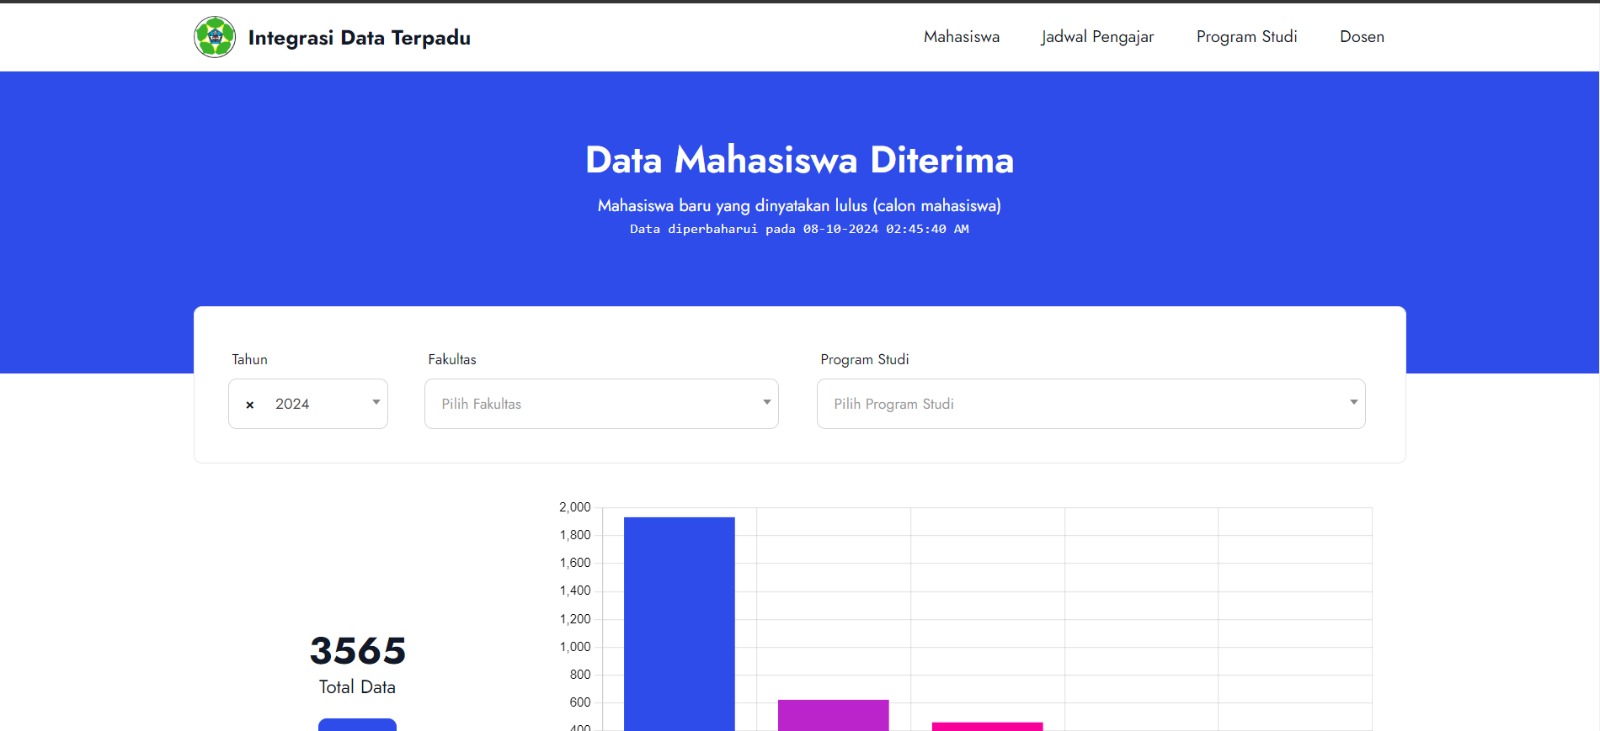 Integrasi Data Terpadu
Mahasiswa Jadwal Pengajar Program Studi Dosen
Data Mahasiswa Diterima
Mahasiswa baru yang dinyatakan lulus (calon mahasiswa)
Data diperbaharui pada 08-10-2024 02:45:40 AM
Tahun Fakultas Program Studi
× 2024 Pilih Fakultas Pilih Program Studi
2,000
1,800
1,600
1,400
1,200
1,000
800
600
400
3565
Total Data